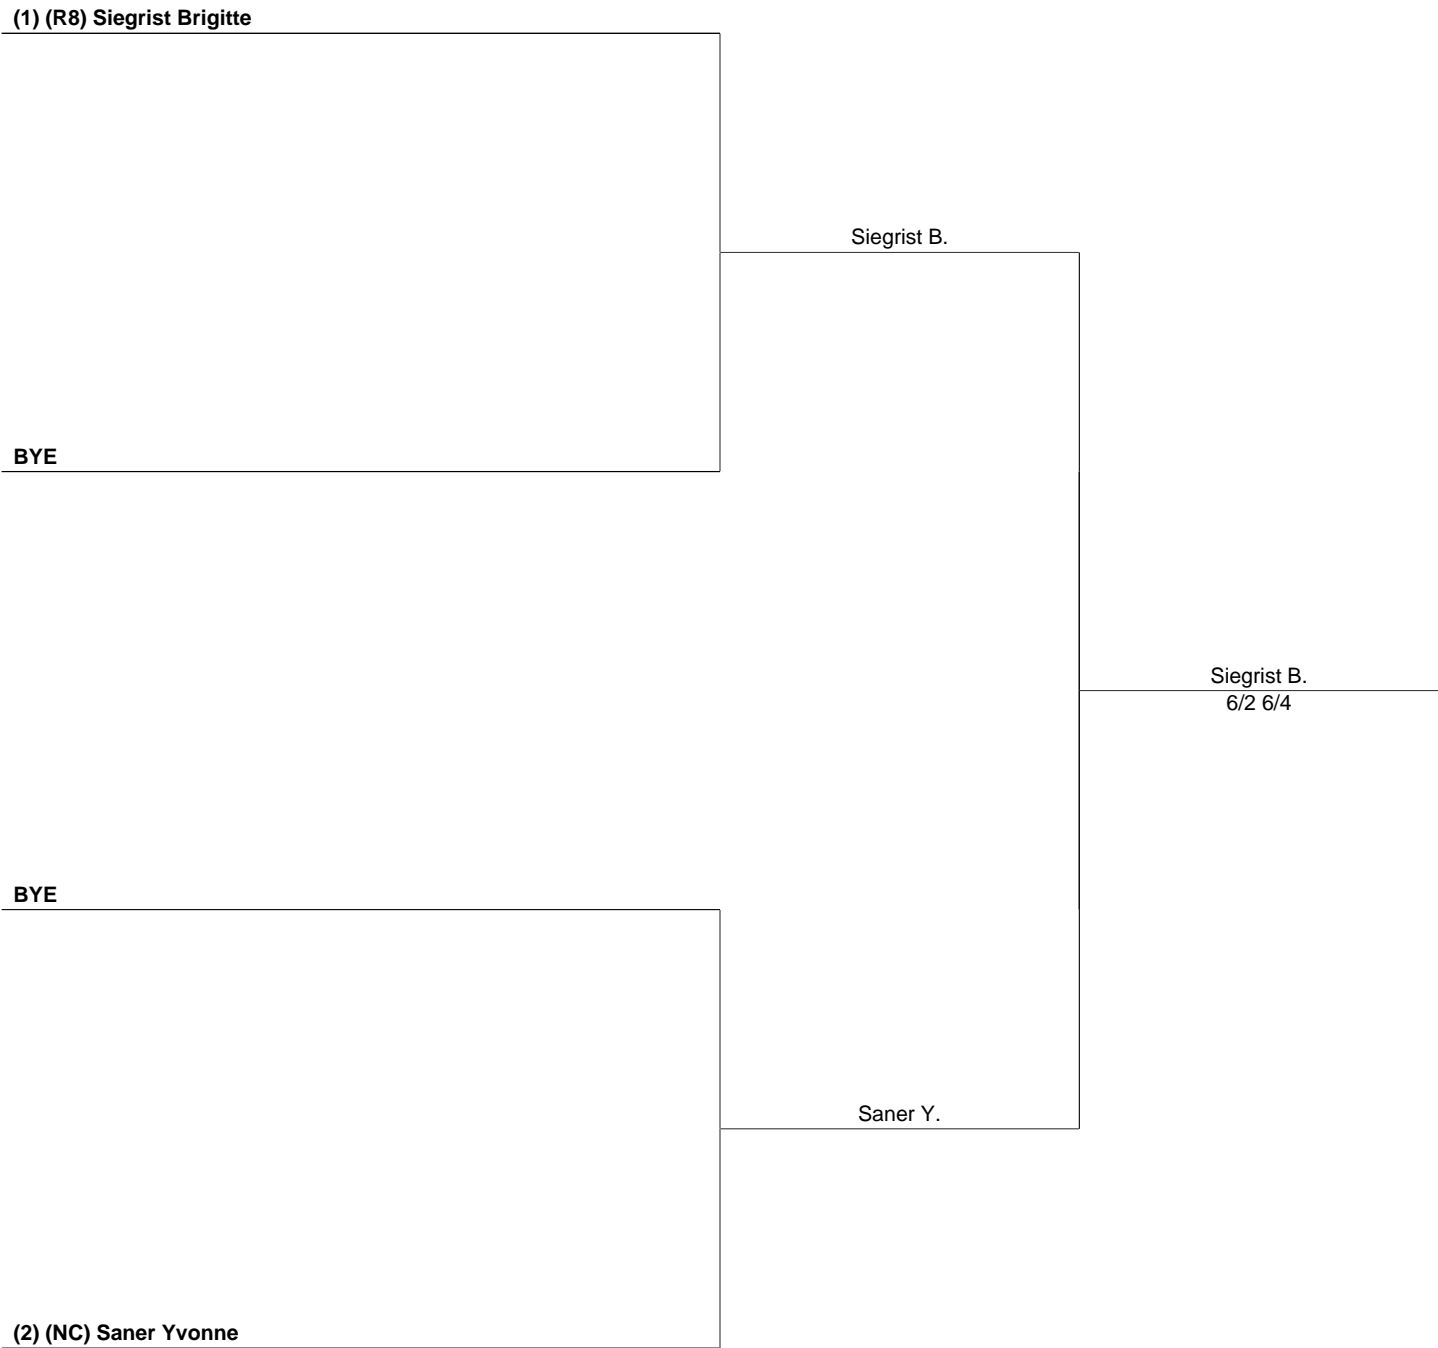 (1) (R8) Siegrist Brigitte
Siegrist B.
BYE
Siegrist B.
6/2 6/4
BYE
Saner Y.
(2) (NC) Saner Yvonne